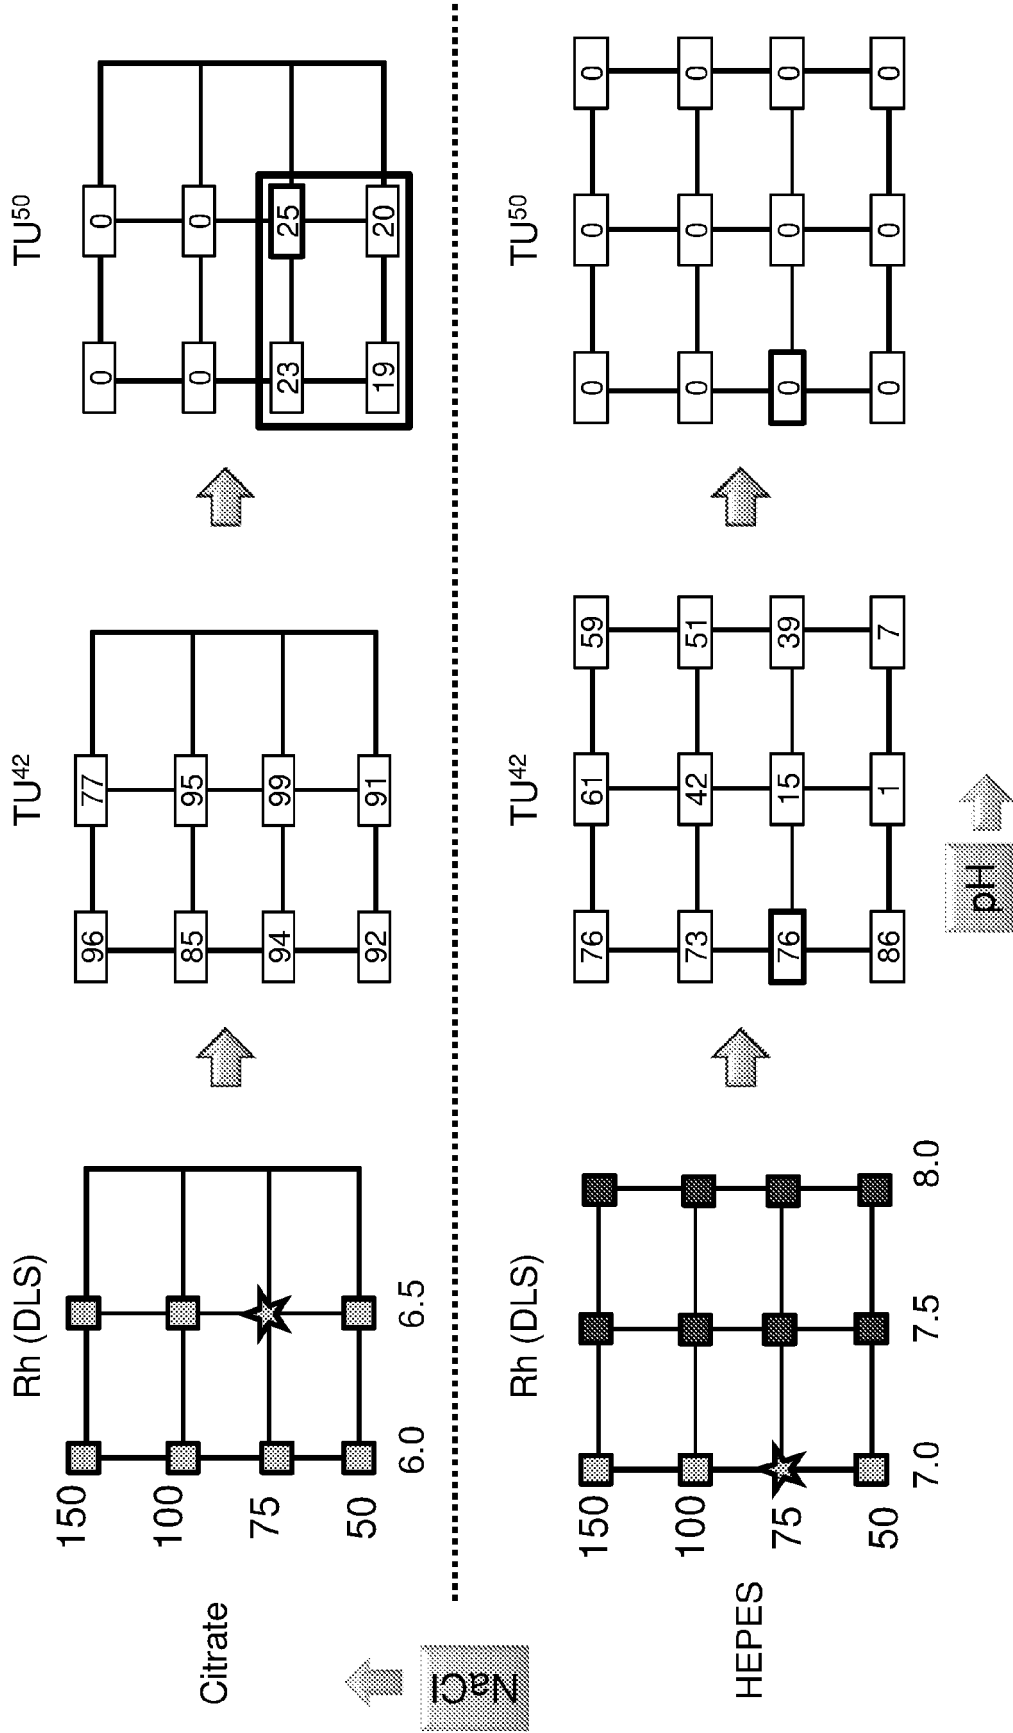 Rh (DLS) TU⁴² TU⁵⁰
150 96 77 0 0
100 85 95 0 0
Citrate
75 94 99 23 25
50 92 91 19 20
6.0 6.5
NaCl
Rh (DLS) TU⁴² TU⁵⁰
150 76 61 59 0 0 0
100 73 42 51 0 0 0
HEPES
75 76 15 39 0 0 0
50 86 1 7 0 0 0
7.0 7.5 8.0
pH